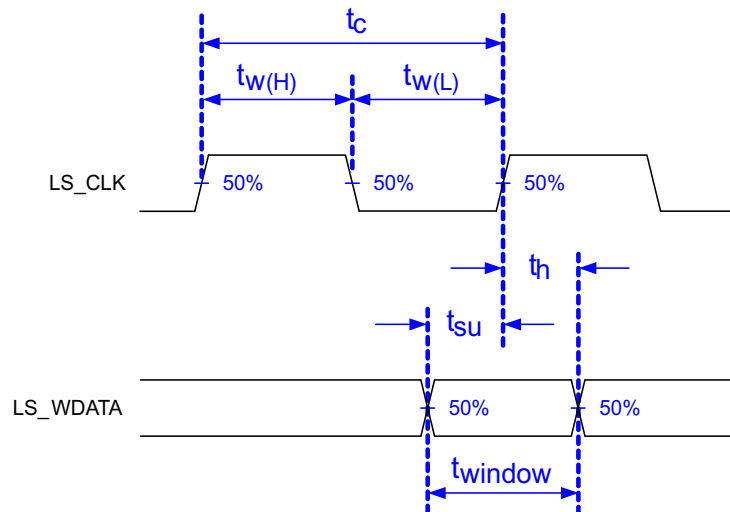 tc
tw(H) tw(L)
LS_CLK 50% 50% 50%
th
tsu
LS_WDATA 50% 50%
twindow